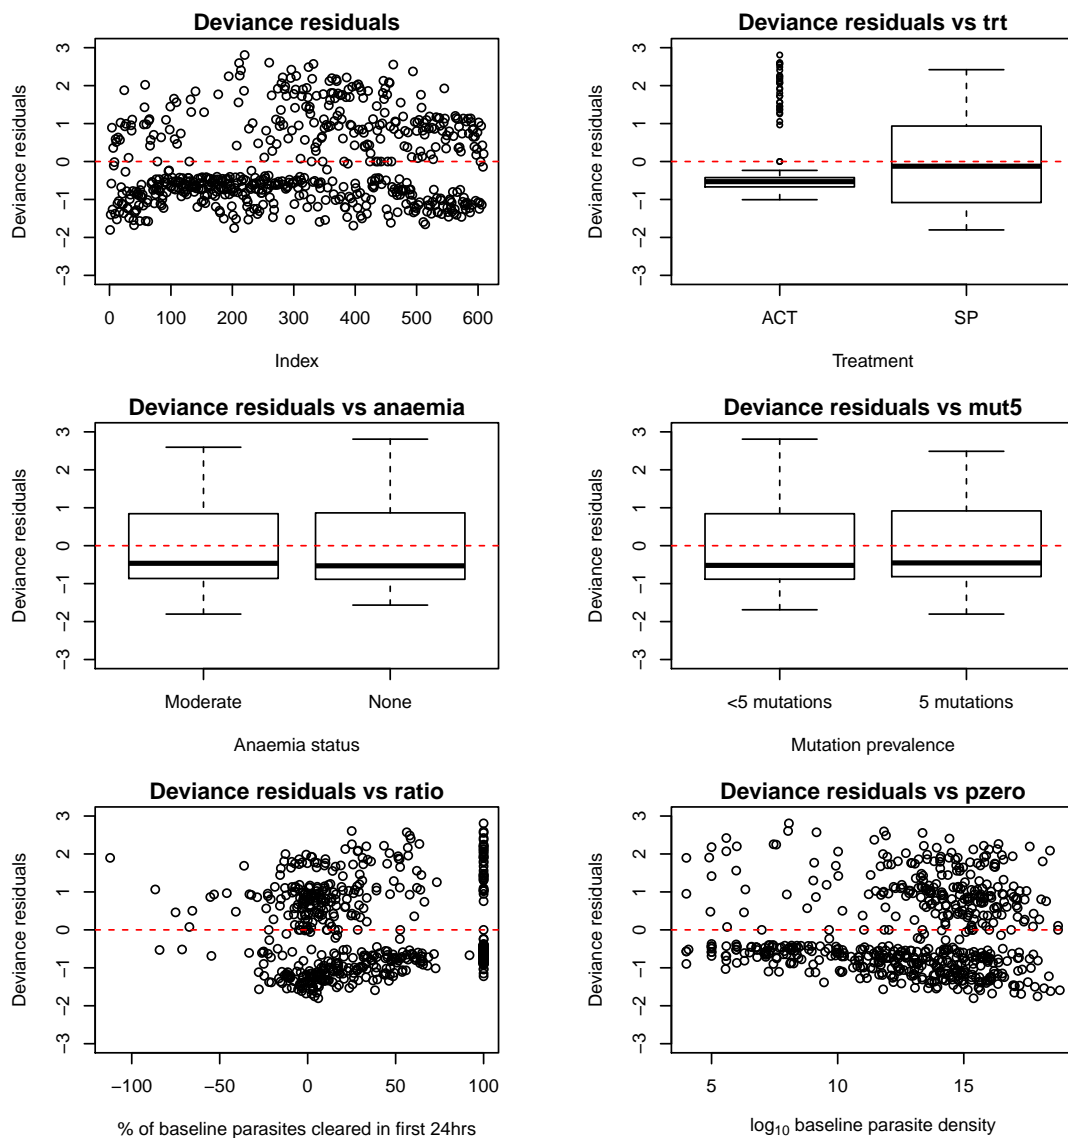 Deviance residuals
Deviance residuals
3
2
1
0
−1
−2
−3
0 100 200 300 400 500 600
Index
Deviance residuals vs trt
Deviance residuals
3
2
1
0
−1
−2
−3
ACT SP
Treatment
Deviance residuals vs anaemia
Deviance residuals
3
2
1
0
−1
−2
−3
Moderate None
Anaemia status
Deviance residuals vs mut5
Deviance residuals
3
2
1
0
−1
−2
−3
<5 mutations 5 mutations
Mutation prevalence
Deviance residuals vs ratio
Deviance residuals
3
2
1
0
−1
−2
−3
−100 −50 0 50 100
% of baseline parasites cleared in first 24hrs
Deviance residuals vs pzero
Deviance residuals
3
2
1
0
−1
−2
−3
5 10 15
log₁₀ baseline parasite density